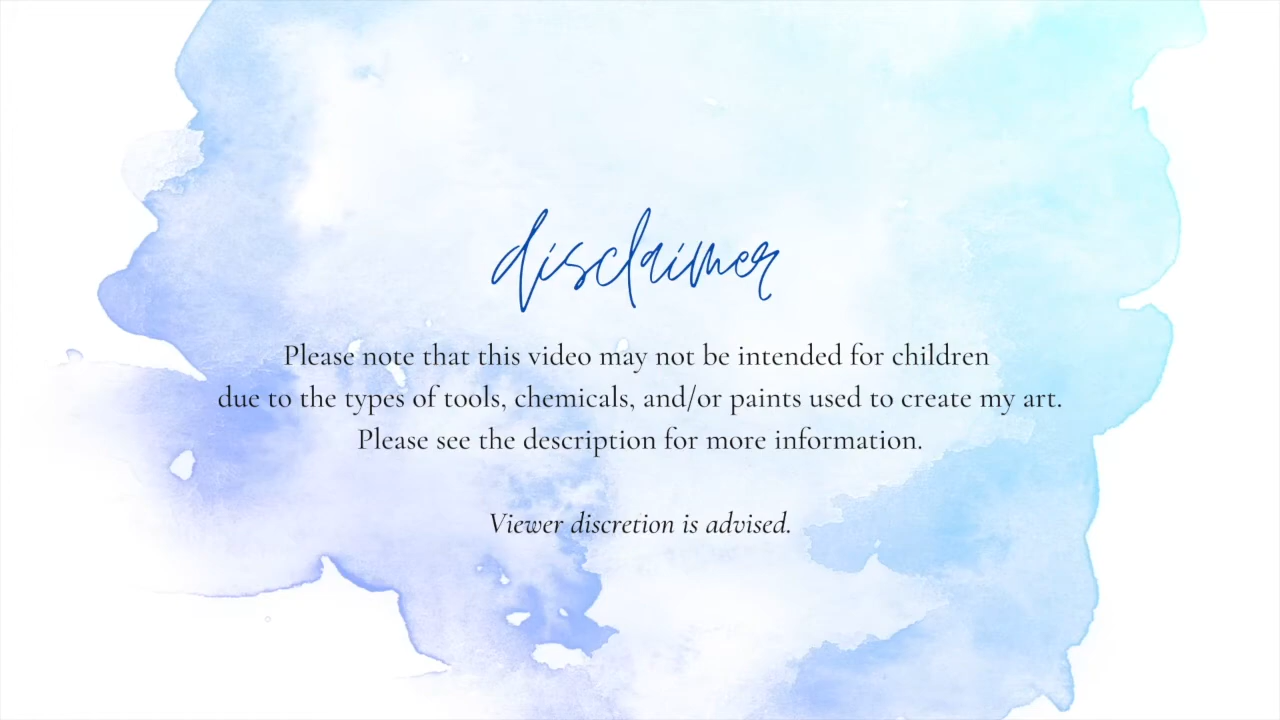 disclaimer
Please note that this video may not be intended for children
due to the types of tools, chemicals, and/or paints used to create my art.
Please see the description for more information.
Viewer discretion is advised.